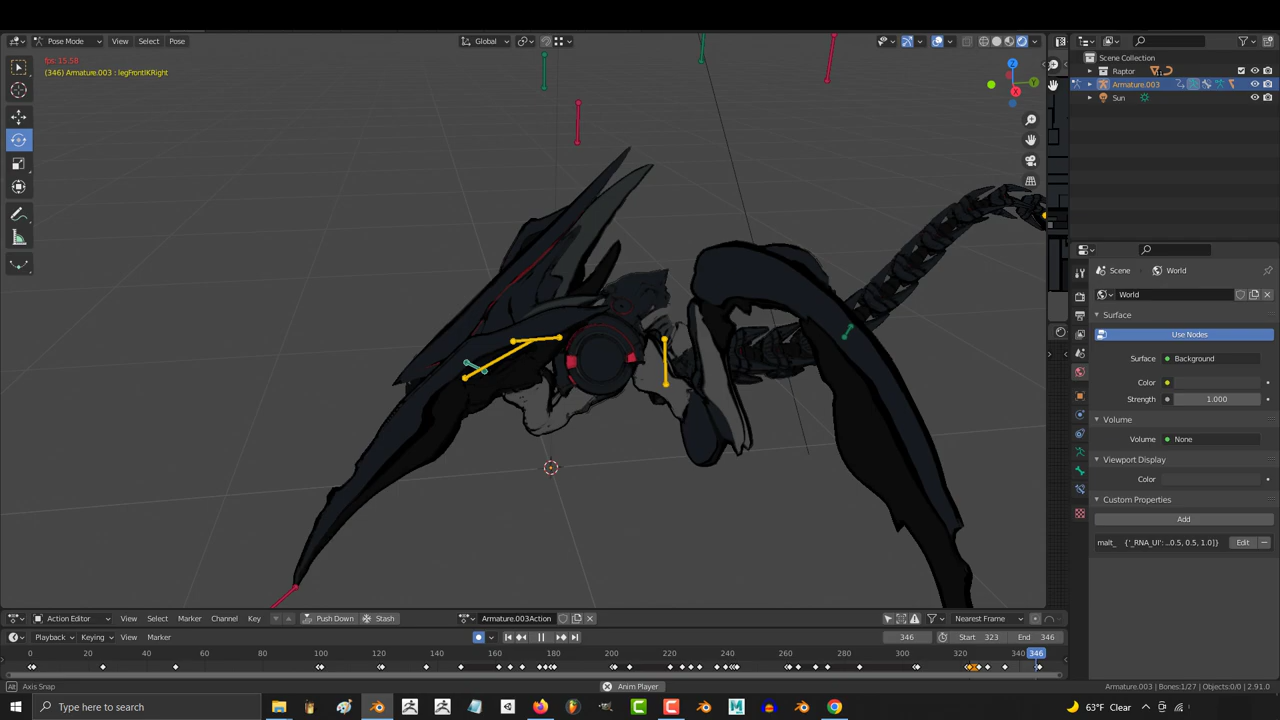 Pose Mode View Select Pose Global
fps: 15.58
(346) Armature.003 : legFrontIKRight
Z
Y
X
Scene Collection
Raptor
Armature.003
Sun
Scene World
World
Surface
Use Nodes
Surface: Background
Color
Strength 1.000
Volume
Volume: None
Viewport Display
Color
Custom Properties
Add
malt_ {'_RNA_UI': ...0.5, 0.5, 1.0]} Edit
Action Editor View Select Marker Channel Key Push Down Stash Armature.003Action Nearest Frame
Playback Keying View Marker 346 Start 323 End 346
0 20 40 60 80 100 120 140 160 180 200 220 240 260 280 300 320 340 346
Axis Snap Anim Player Armature.003 | Bones:1/27 | Objects:0/0 | 2.91.0
Type here to search 63°F Clear